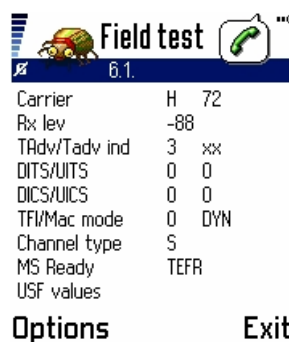 Field test
6.1.
Carrier H 72
Rx lev -88
TAdv/Tadv ind 3 xx
DITS/UITS 0 0
DICS/UICS 0 0
TFI/Mac mode 0 DYN
Channel type S
MS Ready TEFR
USF values
Options Exit